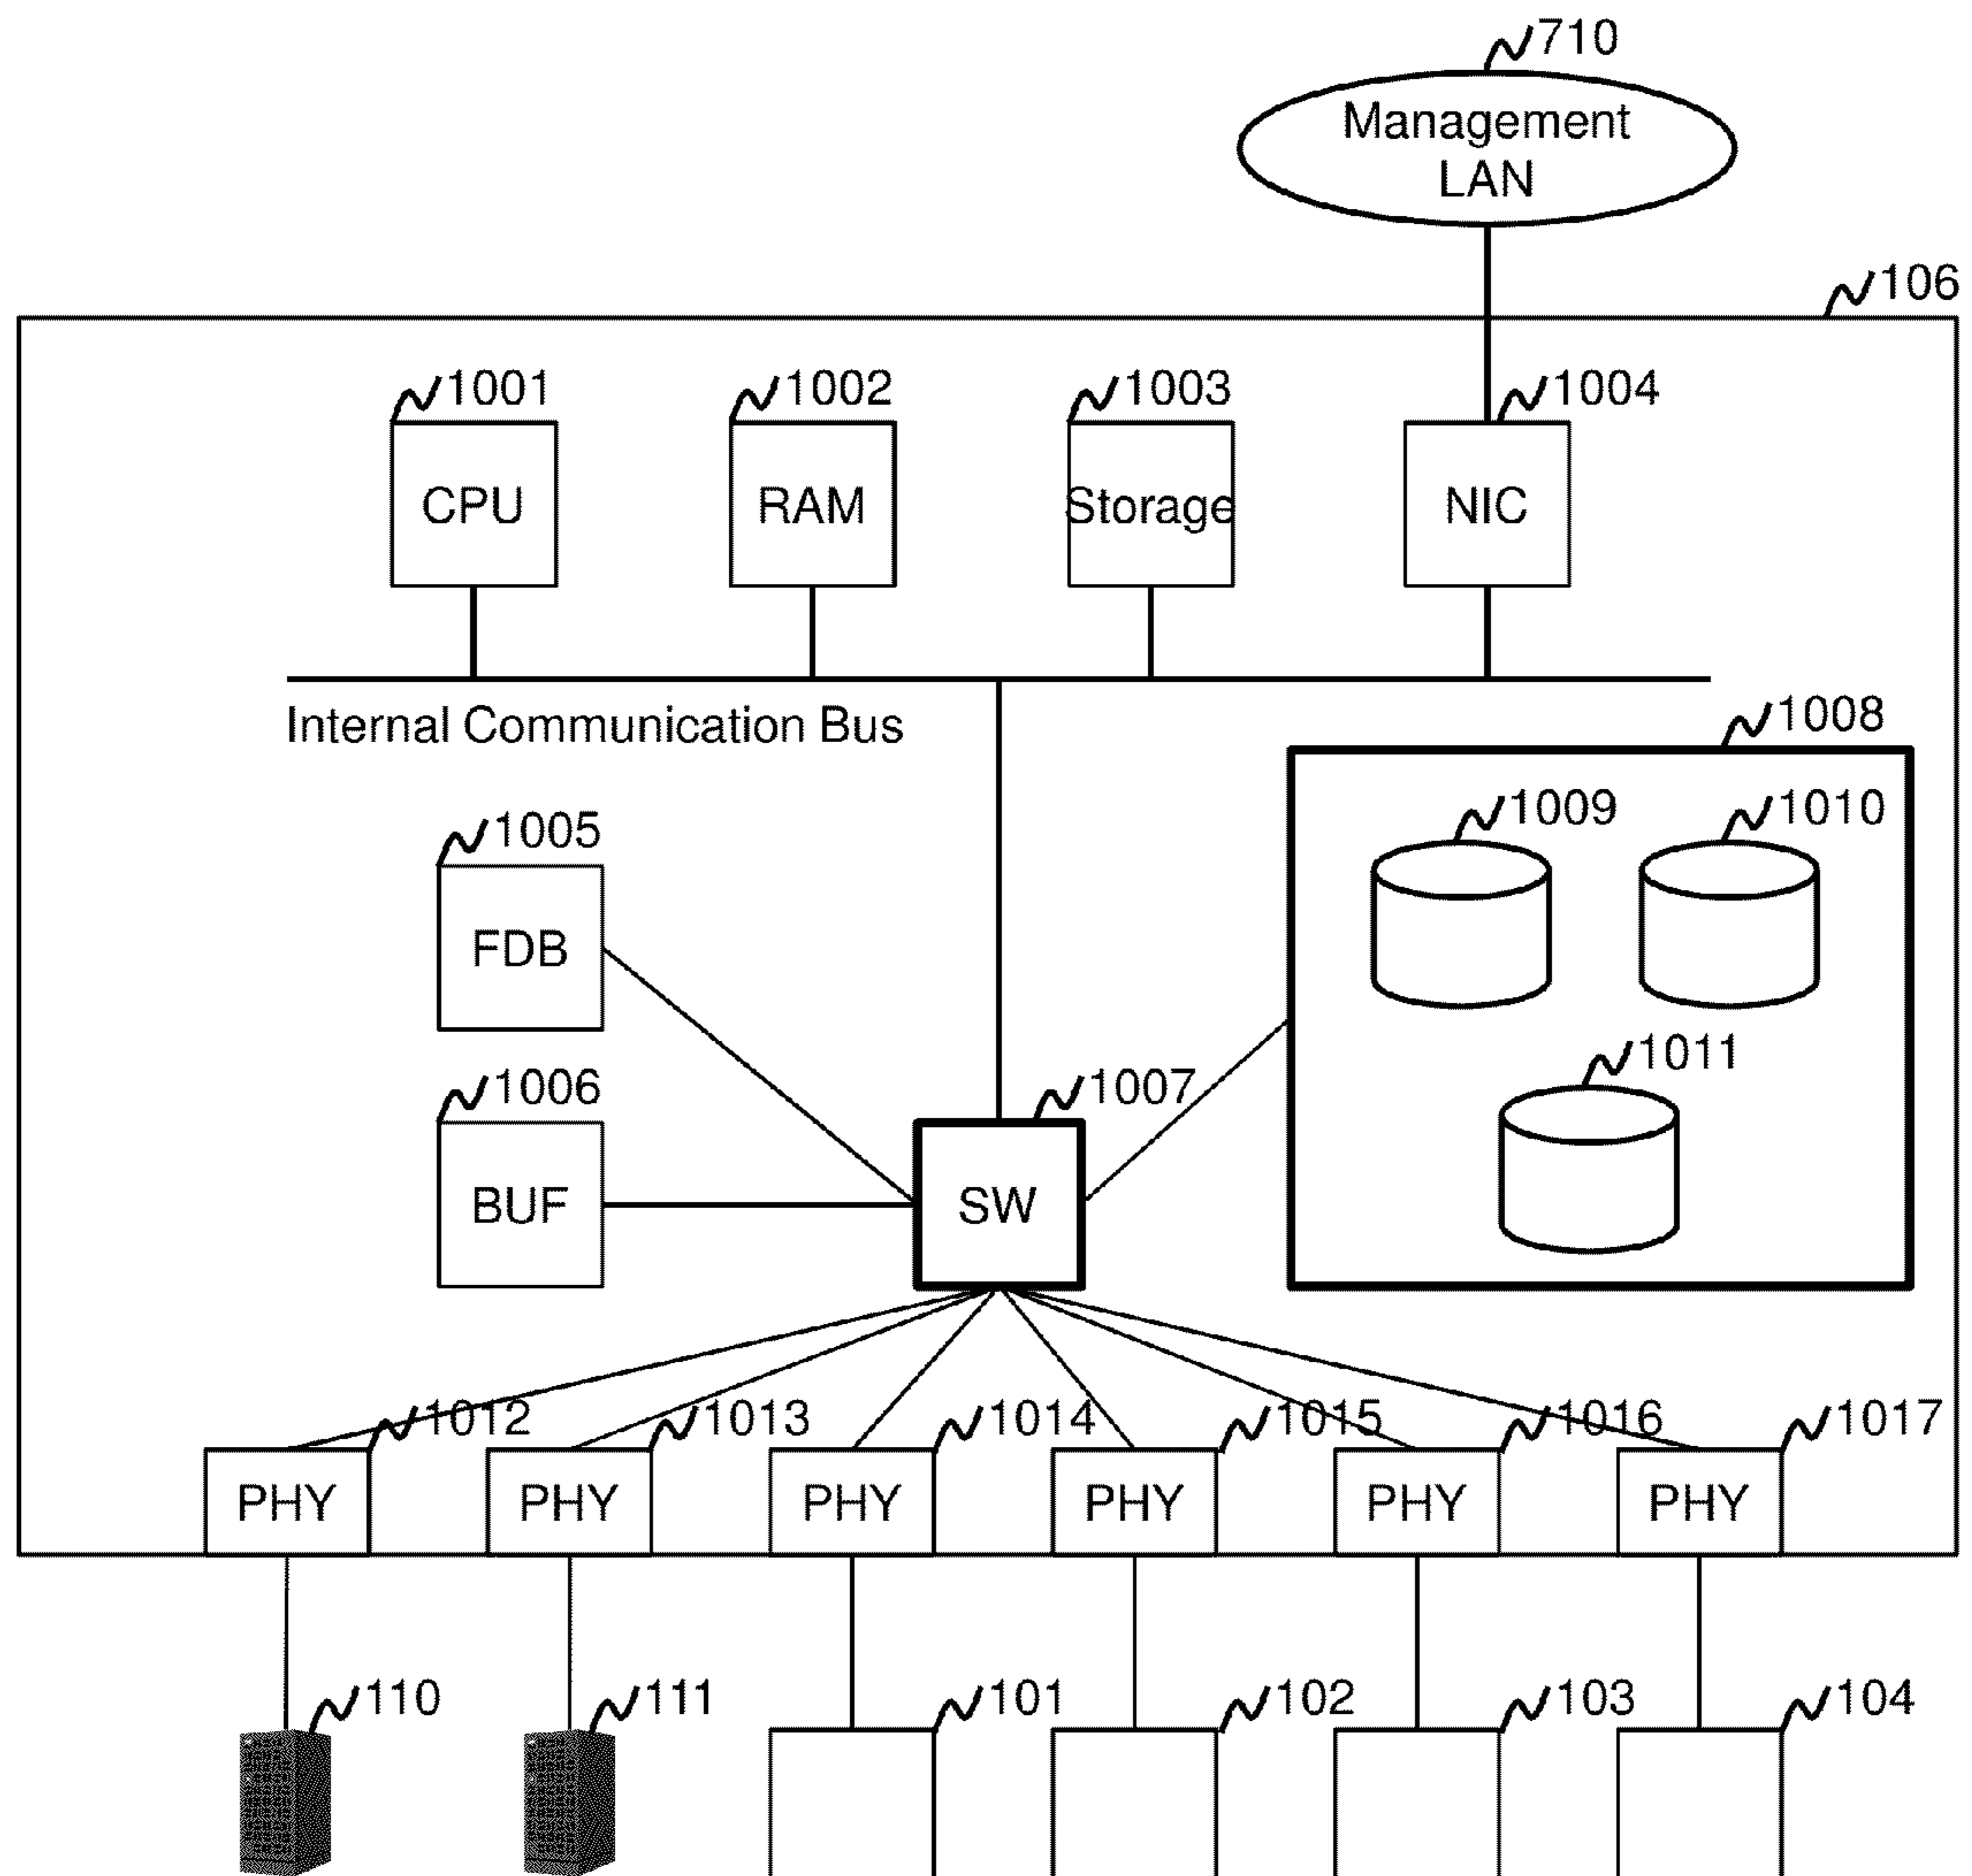 710
Management
LAN
106
1001
1002
1003
1004
CPU
RAM
Storage
NIC
Internal Communication Bus
1008
1009
1010
1005
FDB
1011
1006
1007
BUF
SW
1012
1013
1014
1015
1016
1017
PHY
PHY
PHY
PHY
PHY
PHY
110
111
101
102
103
104